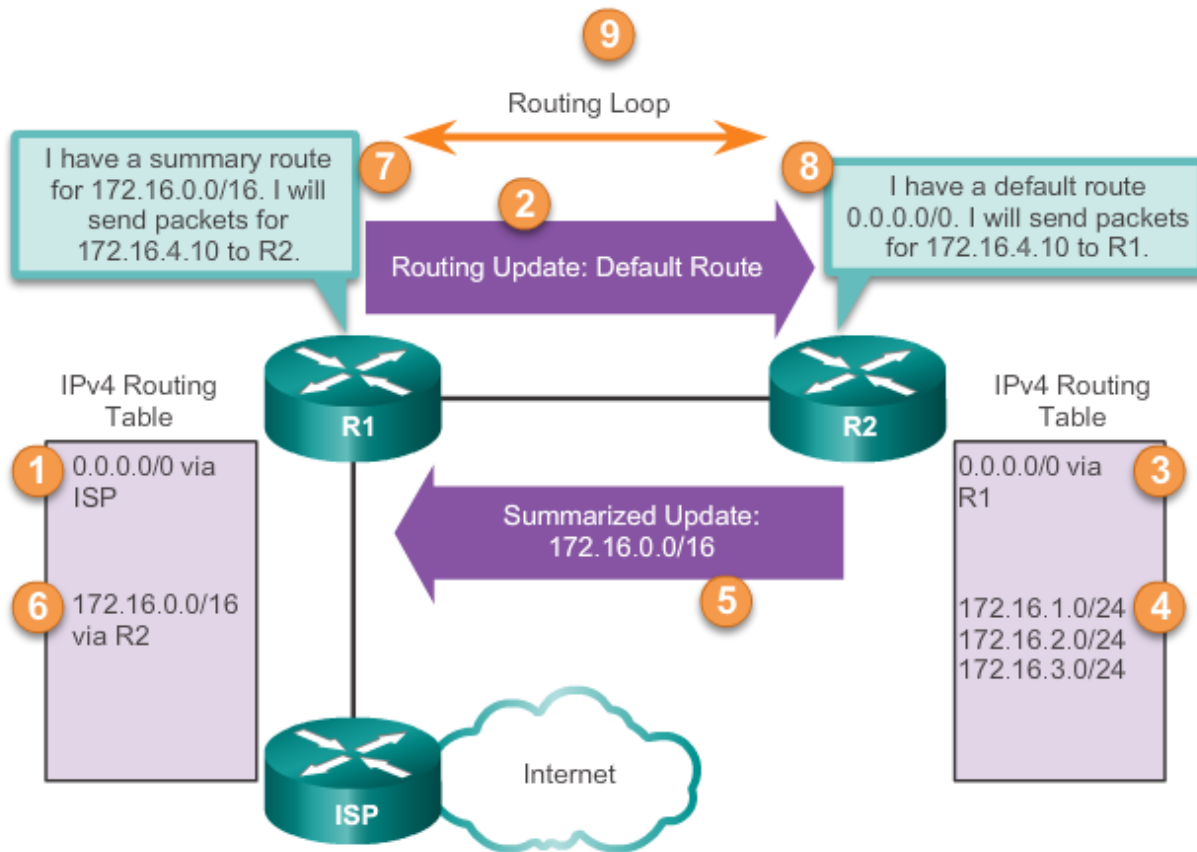 9
Routing Loop
7
I have a summary route
for 172.16.0.0/16. I will
send packets for
172.16.4.10 to R2.
8
I have a default route
0.0.0.0/0. I will send packets
for 172.16.4.10 to R1.
2
Routing Update: Default Route
IPv4 Routing
Table
R1
R2
IPv4 Routing
Table
1
0.0.0.0/0 via
ISP
6
172.16.0.0/16
via R2
Summarized Update:
172.16.0.0/16
5
0.0.0.0/0 via
R1
3
172.16.1.0/24
172.16.2.0/24
172.16.3.0/24
4
Internet
ISP